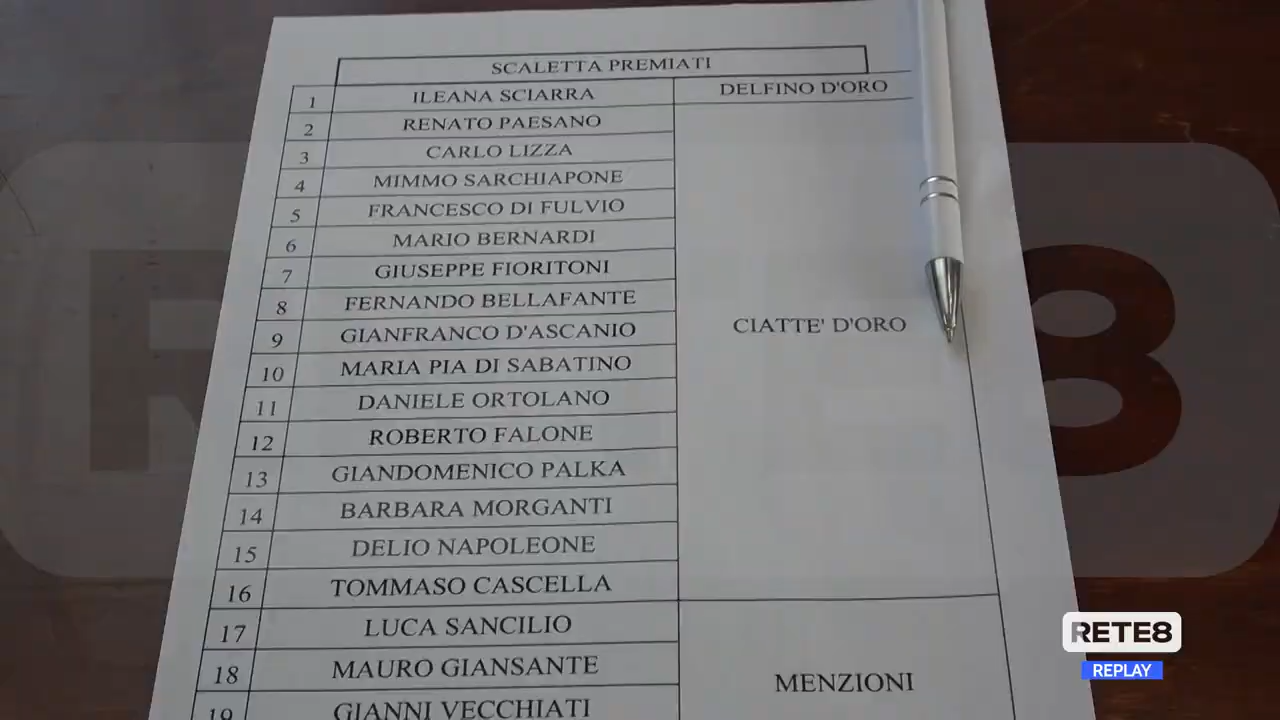 SCALETTA PREMIATI
1 ILEANA SCIARRA DELFINO D'ORO
2 RENATO PAESANO
3 CARLO LIZZA
4 MIMMO SARCHIAPONE
5 FRANCESCO DI FULVIO
6 MARIO BERNARDI
7 GIUSEPPE FIORITONI
8 FERNANDO BELLAFANTE
9 GIANFRANCO D'ASCANIO CIATTE' D'ORO
10 MARIA PIA DI SABATINO
11 DANIELE ORTOLANO
12 ROBERTO FALONE
13 GIANDOMENICO PALKA
14 BARBARA MORGANTI
15 DELIO NAPOLEONE
16 TOMMASO CASCELLA
17 LUCA SANCILIO
18 MAURO GIANSANTE MENZIONI
19 GIANNI VECCHIATI
RETE8
RETE8
REPLAY